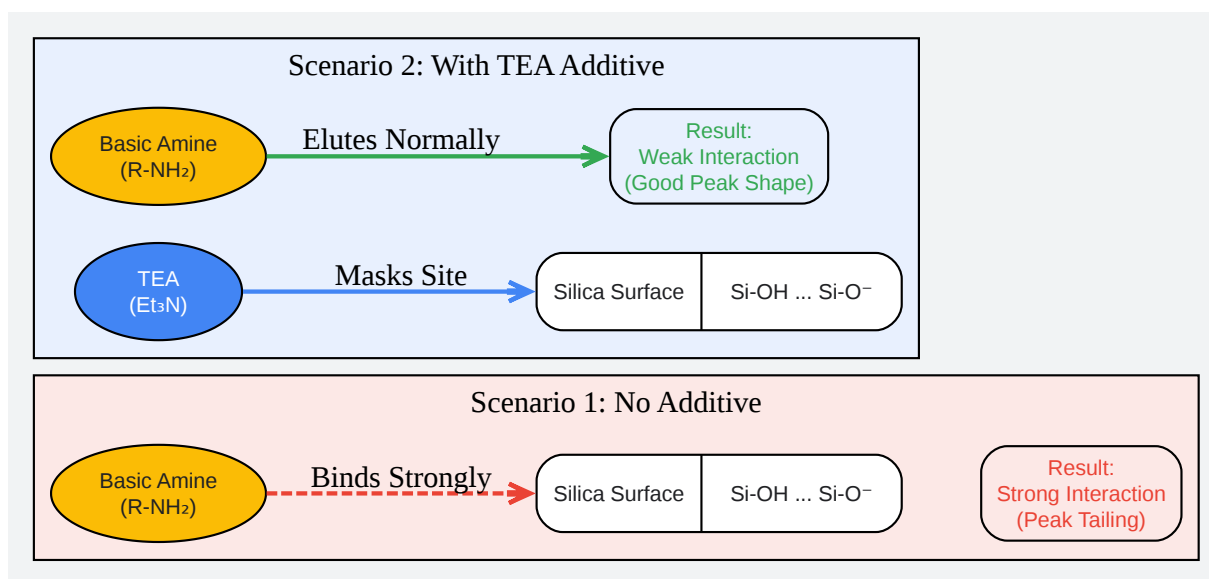 Scenario 2: With TEA Additive
Basic Amine
(R-NH₂)
Elutes Normally
Result:
Weak Interaction
(Good Peak Shape)
TEA
(Et₃N)
Masks Site
Silica Surface
Si-OH ... Si-O⁻
Scenario 1: No Additive
Basic Amine
(R-NH₂)
Binds Strongly
Silica Surface
Si-OH ... Si-O⁻
Result:
Strong Interaction
(Peak Tailing)